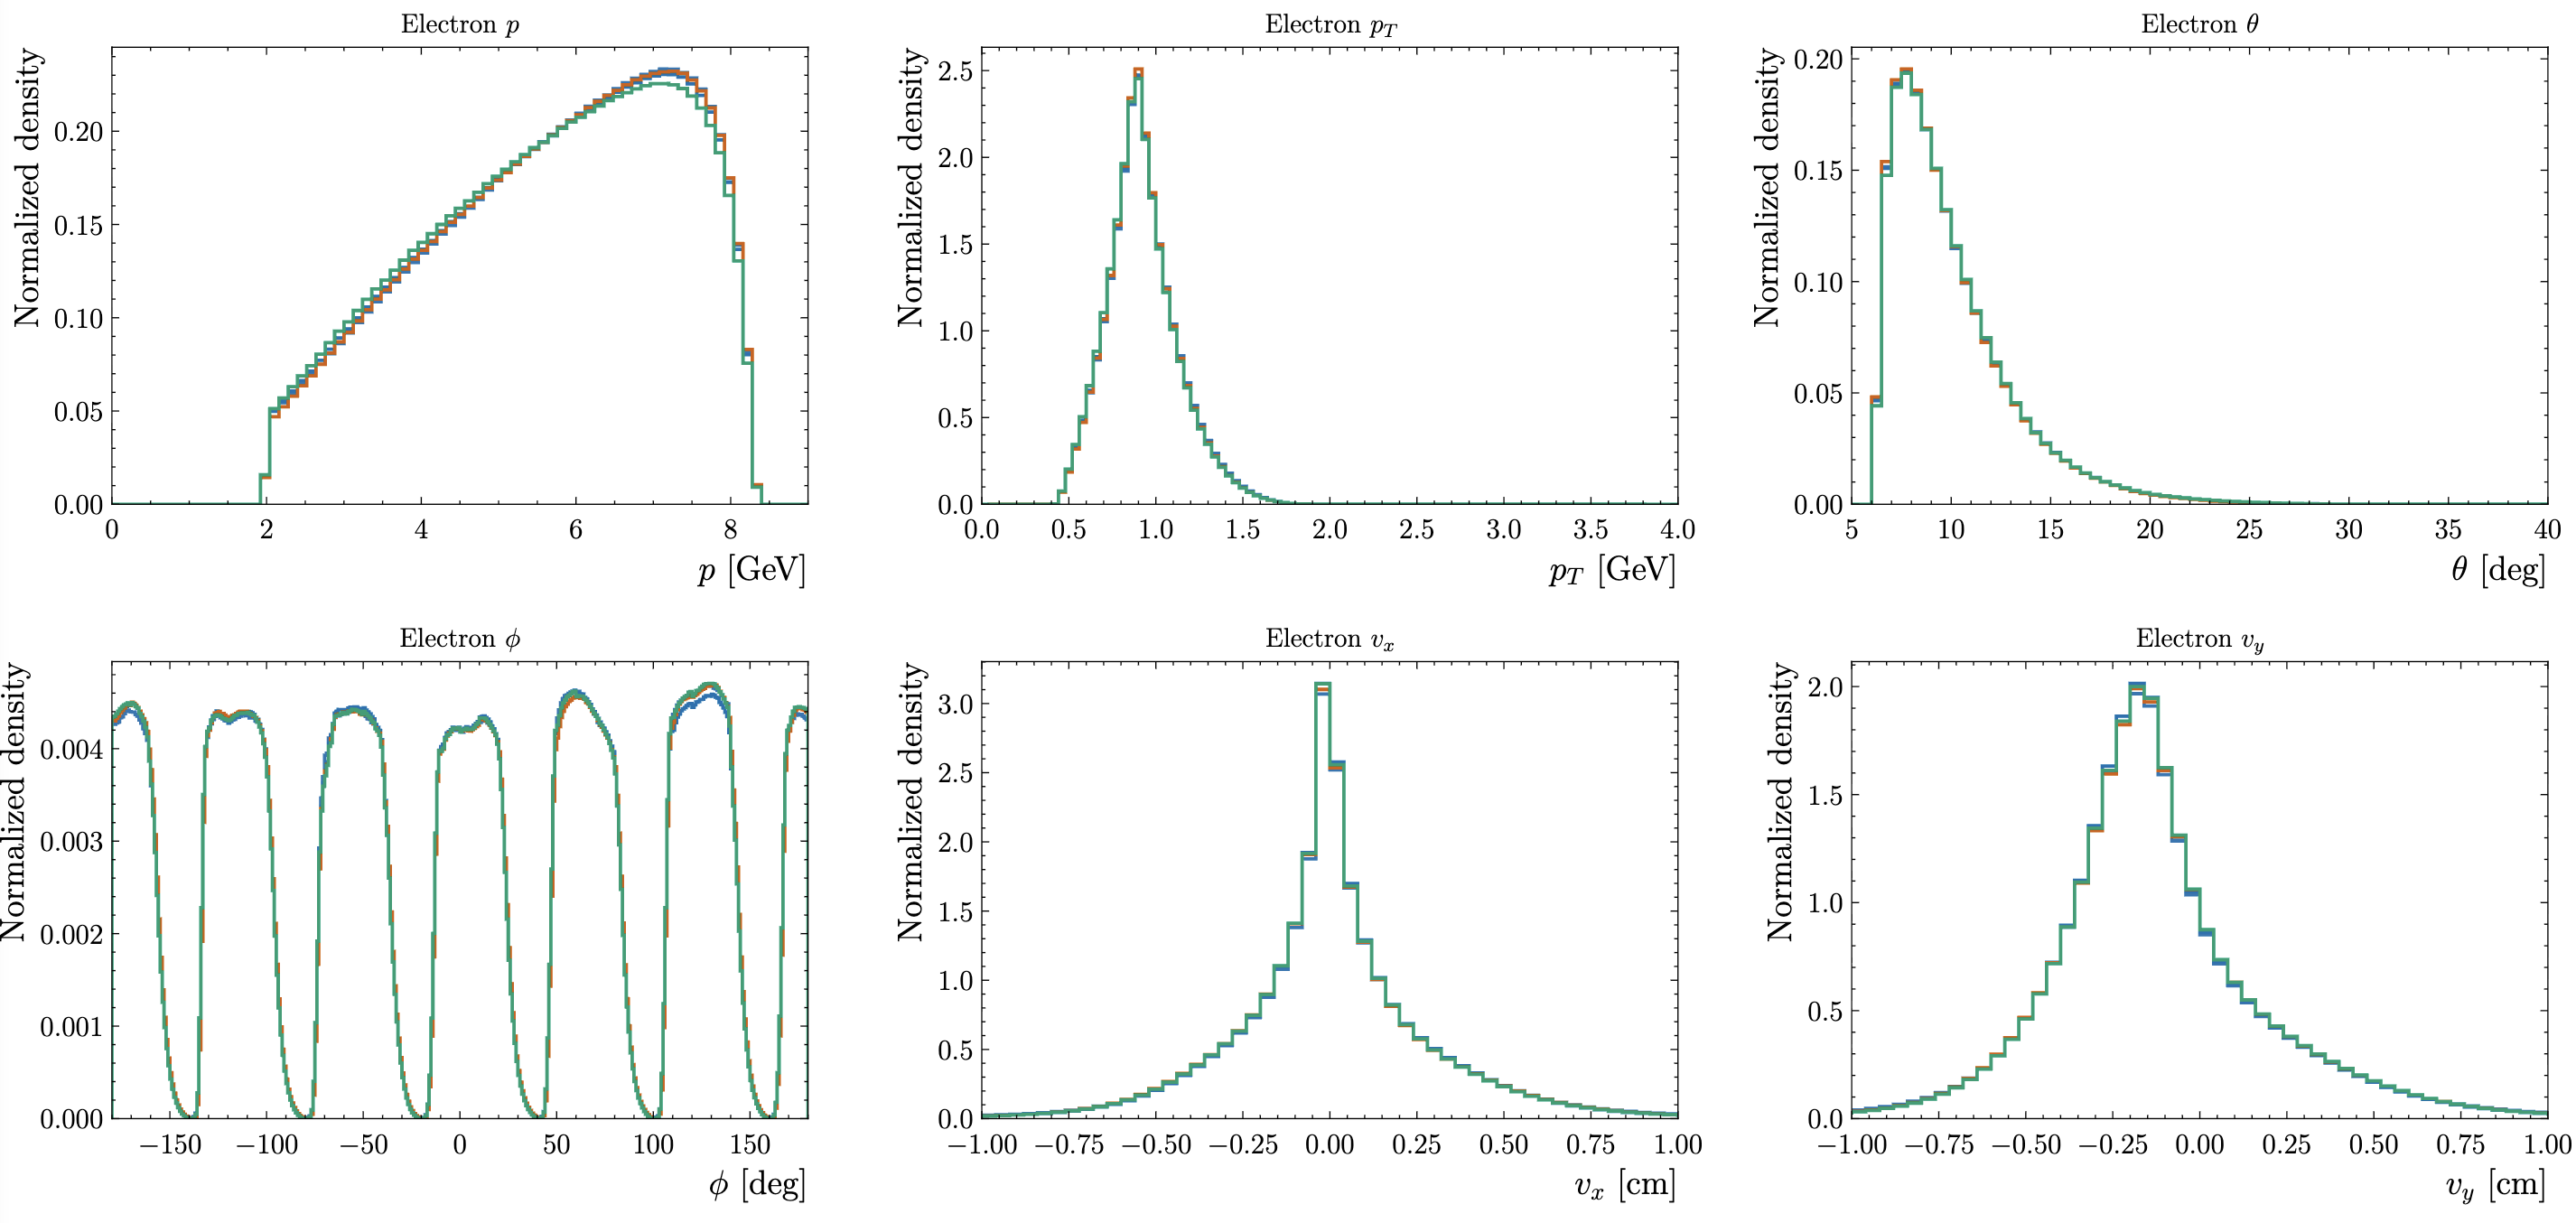 Electron p
Normalized density
0.20
0.15
0.10
0.05
0.00
0 2 4 6 8
p [GeV]
Electron p_T
Normalized density
2.5
2.0
1.5
1.0
0.5
0.0
0.0 0.5 1.0 1.5 2.0 2.5 3.0 3.5 4.0
p_T [GeV]
Electron θ
Normalized density
0.20
0.15
0.10
0.05
0.00
5 10 15 20 25 30 35 40
θ [deg]
Electron ϕ
Normalized density
0.004
0.003
0.002
0.001
0.000
−150 −100 −50 0 50 100 150
ϕ [deg]
Electron v_x
Normalized density
3.0
2.5
2.0
1.5
1.0
0.5
0.0
−1.00 −0.75 −0.50 −0.25 0.00 0.25 0.50 0.75 1.00
v_x [cm]
Electron v_y
Normalized density
2.0
1.5
1.0
0.5
0.0
−1.00 −0.75 −0.50 −0.25 0.00 0.25 0.50 0.75 1.00
v_y [cm]